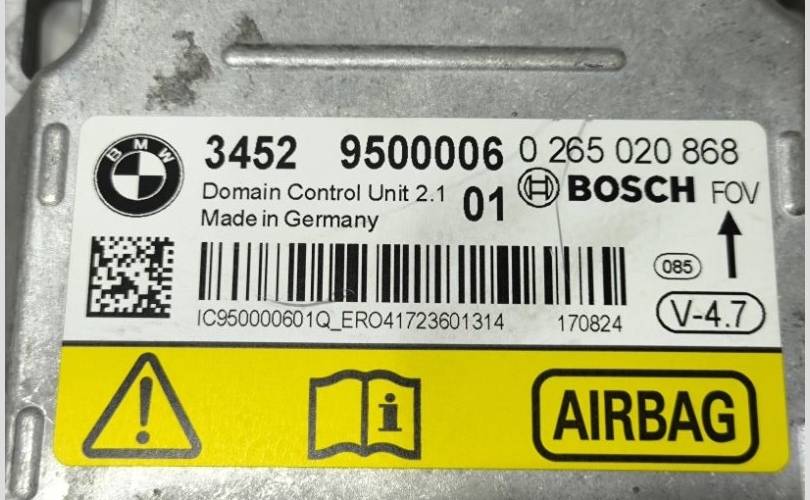 BMW
3452 9500006 0 265 020 868
Domain Control Unit 2.1 01 BOSCH FOV
Made in Germany
085
IC950000601Q_ERO41723601314 170824 V-4.7
AIRBAG